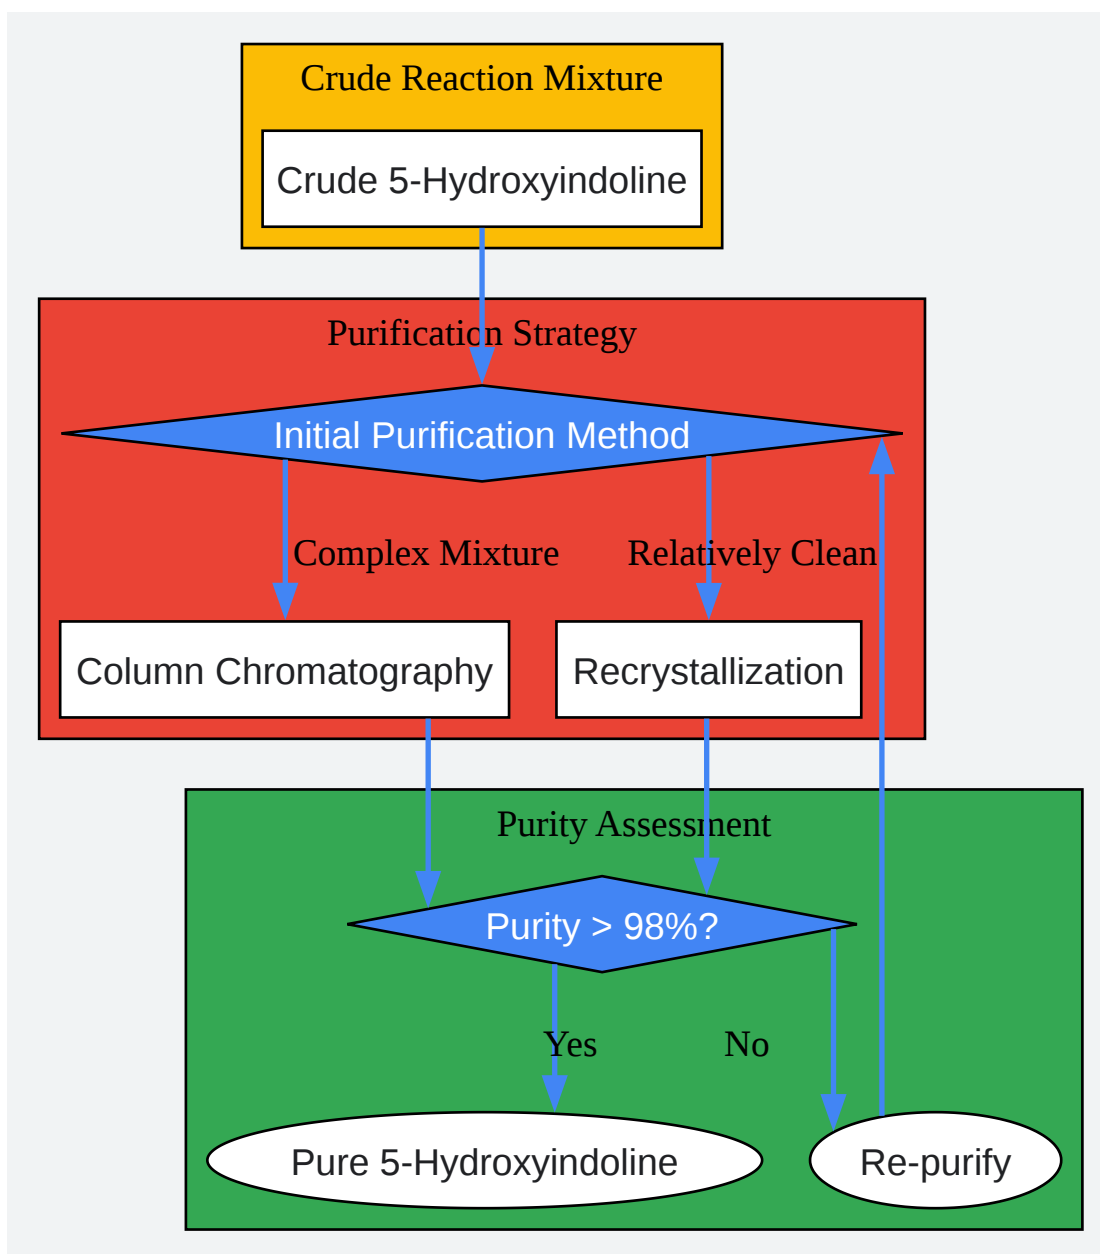 Crude Reaction Mixture
Crude 5-Hydroxyindoline
Purification Strategy
Initial Purification Method
Complex Mixture
Relatively Clean
Column Chromatography
Recrystallization
Purity Assessment
Purity > 98%?
Yes
No
Pure 5-Hydroxyindoline
Re-purify